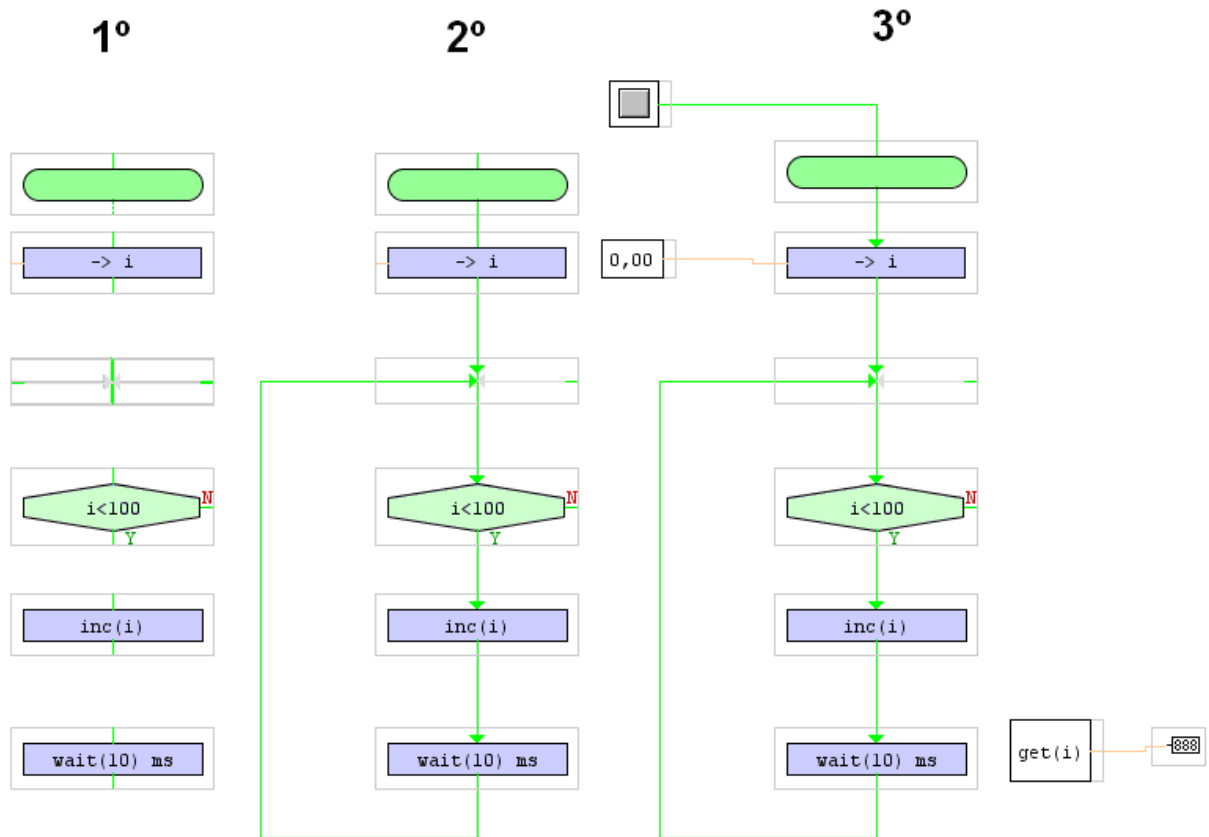 1º 2º 3º
-> i -> i 0,00 -> i
i<100 N i<100 N i<100 N
Y Y Y
inc(i) inc(i) inc(i)
wait(10) ms wait(10) ms wait(10) ms get(i) -888